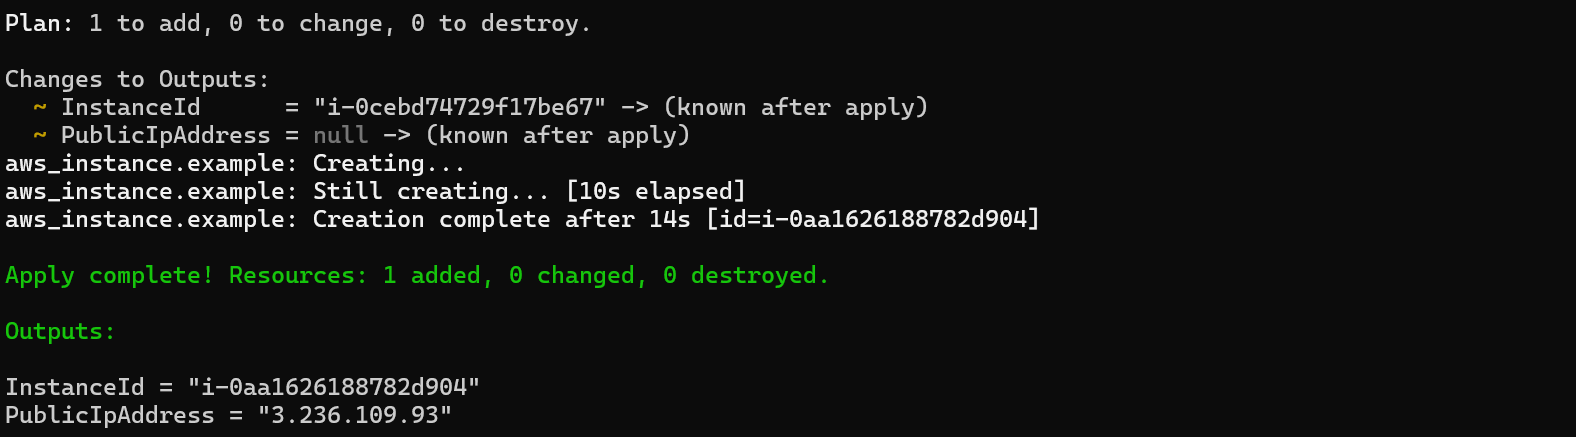 Plan: 1 to add, 0 to change, 0 to destroy.

Changes to Outputs:
  ~ InstanceId      = "i-0cebd74729f17be67" -> (known after apply)
  ~ PublicIpAddress = null -> (known after apply)
aws_instance.example: Creating...
aws_instance.example: Still creating... [10s elapsed]
aws_instance.example: Creation complete after 14s [id=i-0aa1626188782d904]

Apply complete! Resources: 1 added, 0 changed, 0 destroyed.

Outputs:

InstanceId = "i-0aa1626188782d904"
PublicIpAddress = "3.236.109.93"